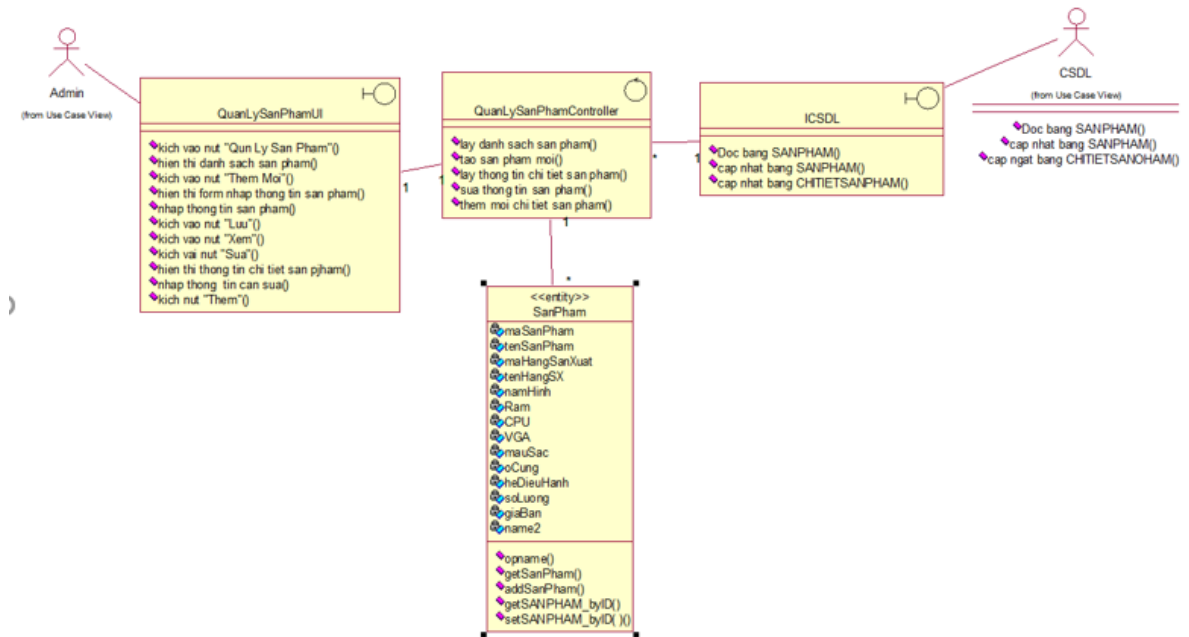 Admin
(from Use Case View)
QuanLySanPhamUI
kich vao nut "Qun Ly San Pham"()
hien thi danh sach san pham()
kich vao nut "Them Moi"()
hien thi form nhap thong tin san pham()
nhap thong tin san pham()
kich vao nut "Luu"()
kich vao nut "Xem"()
kich vai nut "Sua"()
hien thi thong tin chi tiet san pjham()
nhap thong tin can sua()
kich nut "Them"()
1
1
QuanLySanPhamController
lay danh sach san pham()
tao san pham moi()
lay thong tin chi tiet san pham()
sua thong tin san pham()
them moi chi tiet san pham()
*
1
1
*
ICSDL
Doc bang SANPHAM()
cap nhat bang SANPHAM()
cap nhat bang CHITIETSANPHAM()
CSDL
(from Use Case View)
Doc bang SANPHAM()
cap nhat bang SANPHAM()
cap ngat bang CHITIETSANOHAM()
<<entity>>
SanPham
maSanPham
tenSanPham
maHangSanXuat
tenHangSX
namHinh
Ram
CPU
VGA
mauSac
oCung
heDieuHanh
soLuong
giaBan
name2
opname()
getSanPham()
addSanPham()
getSANPHAM_byID()
setSANPHAM_byID( )()